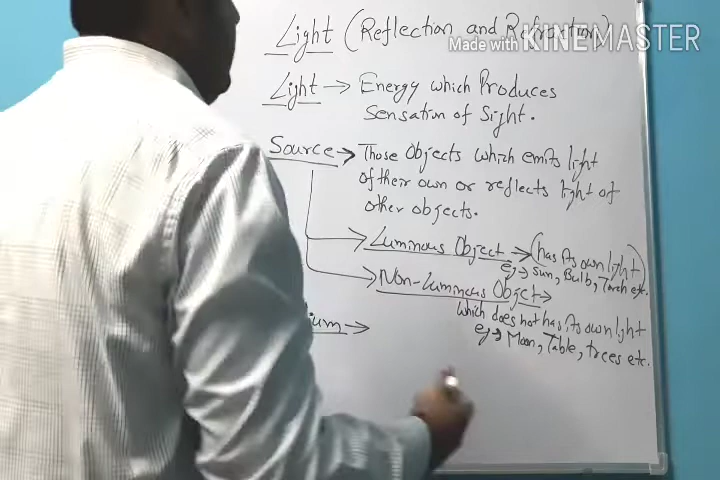 Light (Reflection and Refraction)
Made with KINEMASTER
Light → Energy which Produces
Sensation of Sight.
Source → Those Objects which emits light
of their own or reflects light of
other objects.
Luminous Object → (has its own light)
eg → Sun, Bulb, Torch etc.
Non-Luminous Object →
which does not has its own light
eg → Moon, Table, trees etc.
ium →